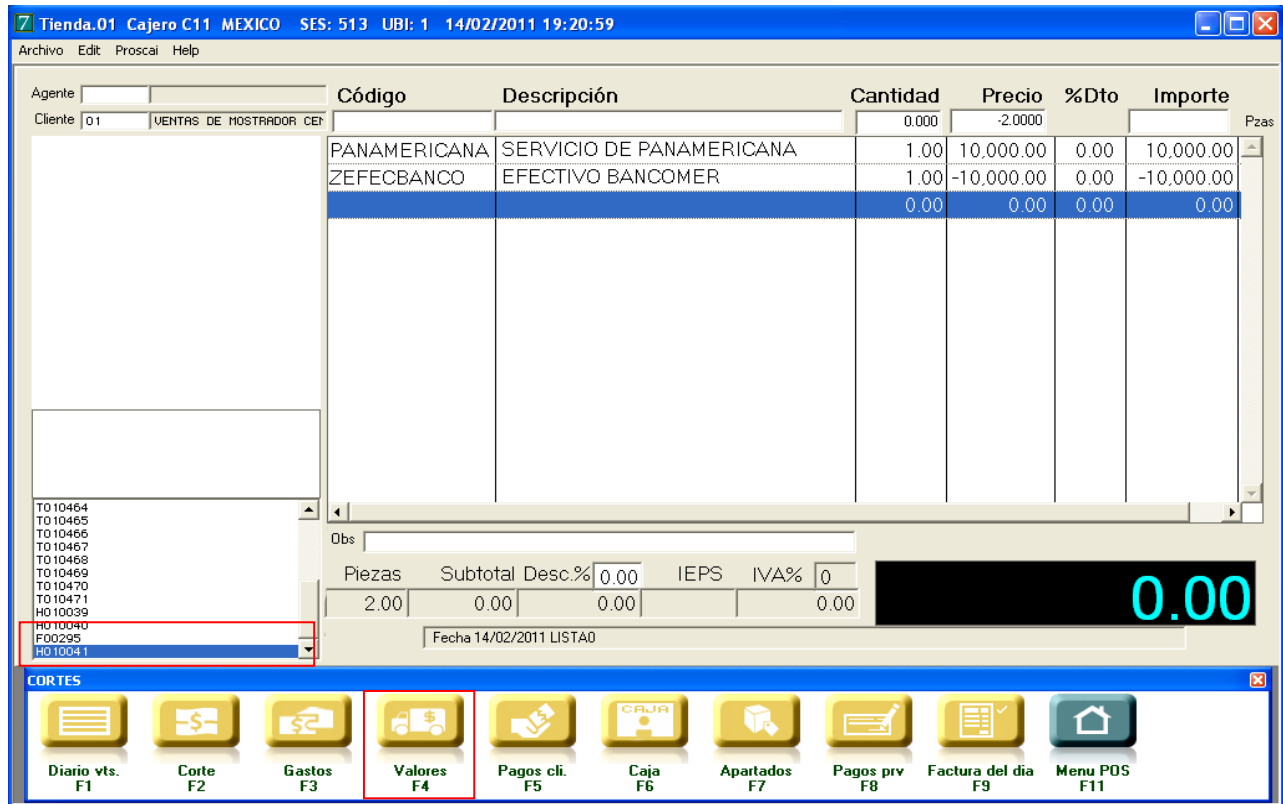 Tienda.01 Cajero C11 MEXICO SES: 513 UBI: 1 14/02/2011 19:20:59
Archivo Edit Proscai Help
Agente
Código Descripción Cantidad Precio %Dto Importe
Cliente 01 VENTAS DE MOSTRADOR CEN 0.000 -2.0000 Pzas
PANAMERICANA SERVICIO DE PANAMERICANA 1.00 10,000.00 0.00 10,000.00
ZEFECBANCO EFECTIVO BANCOMER 1.00 -10,000.00 0.00 -10,000.00
0.00 0.00 0.00 0.00
T010464
T010465
T010466
T010467
T010468
T010469
T010470
T010471
H010039
H010040
F00295
H010041
Obs
Piezas Subtotal Desc.% 0.00 IEPS IVA% 0
2.00 0.00 0.00 0.00
0.00
Fecha 14/02/2011 LISTA0
CORTES
CAJA
Diario vts. Corte Gastos Valores Pagos cli. Caja Apartados Pagos prv Factura del dia Menu POS
F1 F2 F3 F4 F5 F6 F7 F8 F9 F11